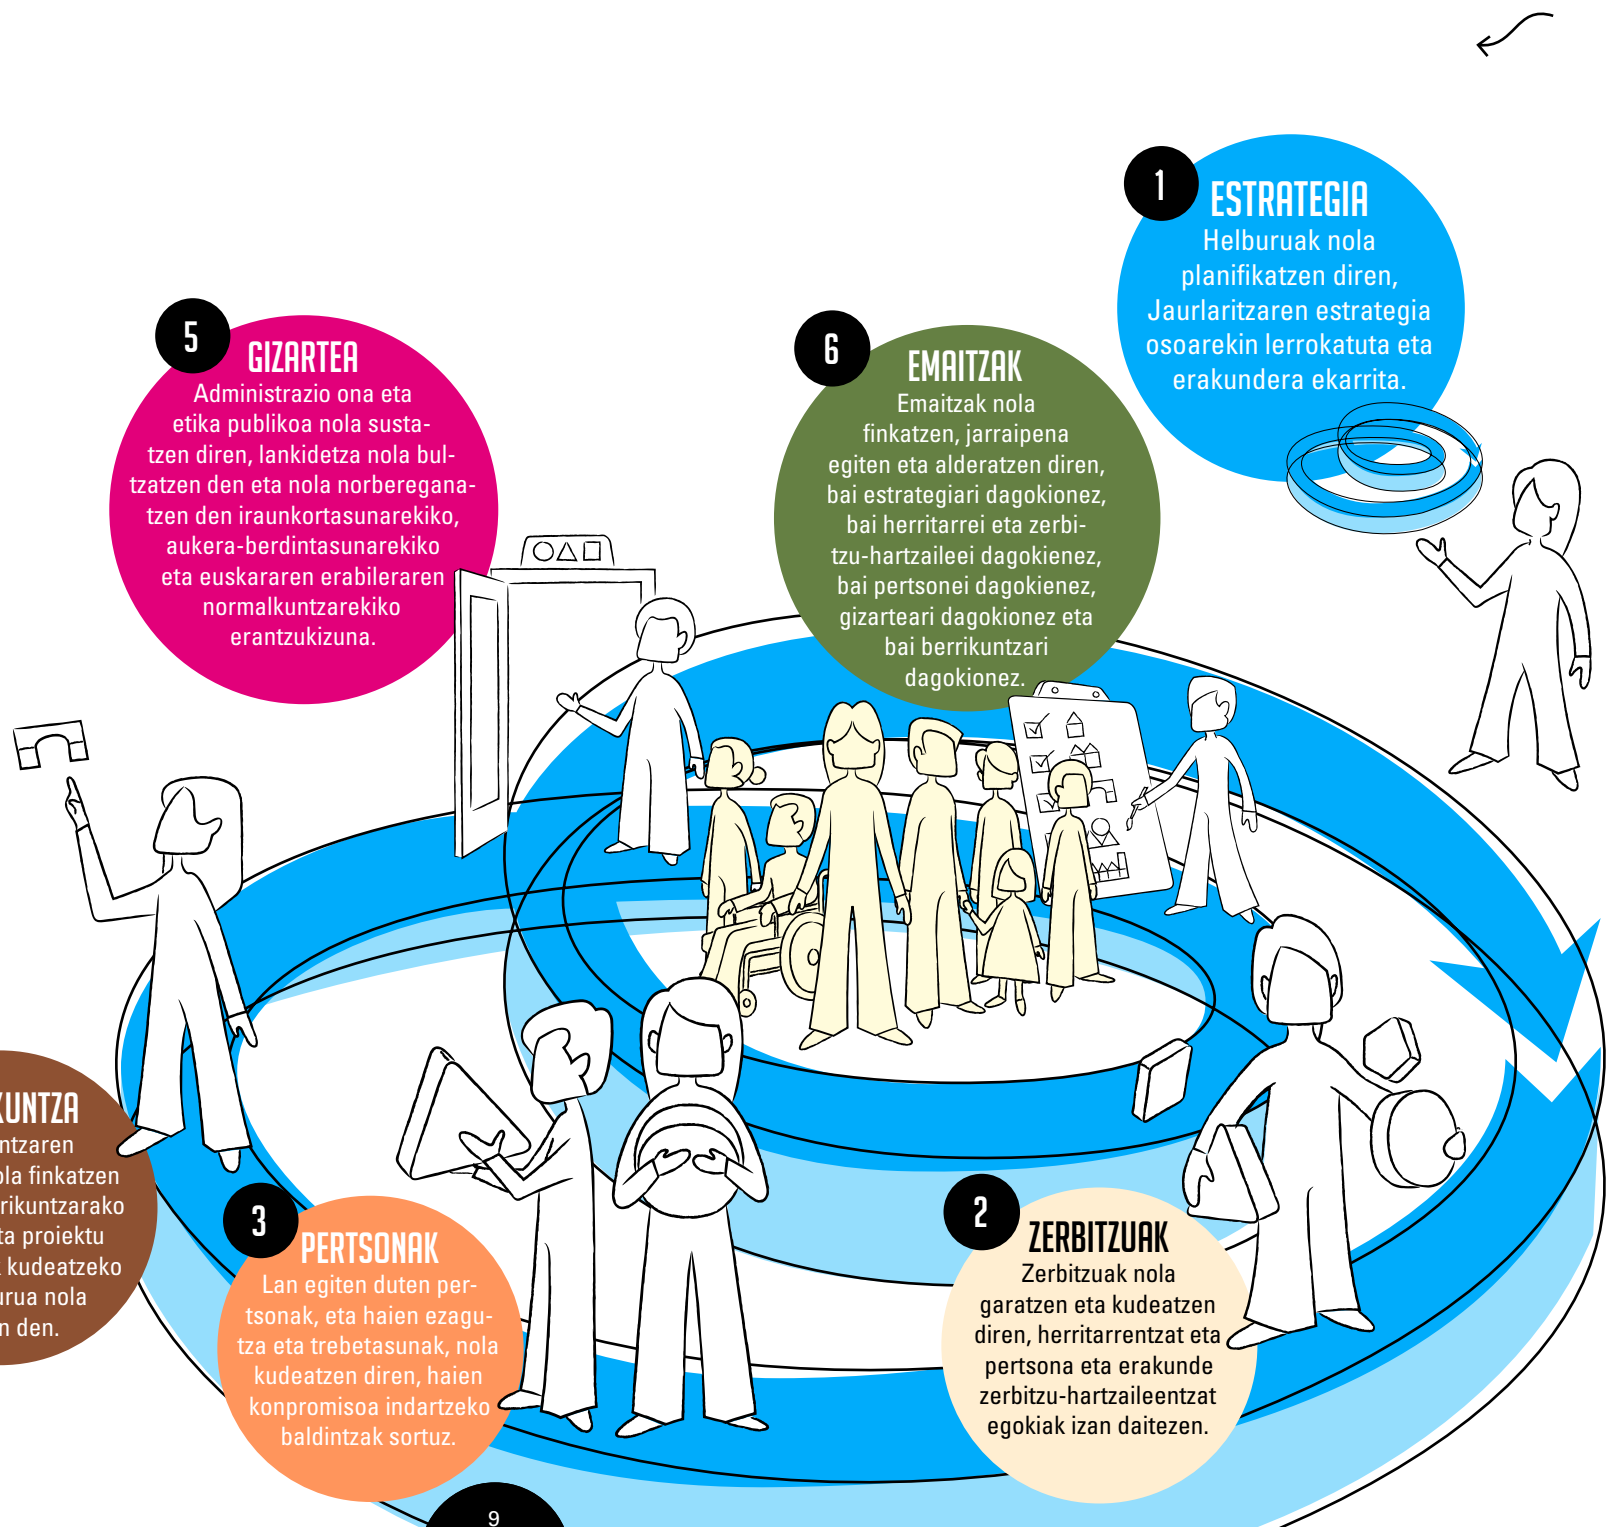 1
ESTRATEGIA
Helburuak nola
planifikatzen diren,
Jaurlaritzaren estrategia
osoarekin lerrokatuta eta
erakundera ekarrita.
5
GIZARTEA
Administrazio ona eta
etika publikoa nola susta-
tzen diren, lankidetza nola bul-
tzatzen den eta nola norberegana-
tzen den iraunkortasunarekiko,
aukera-berdintasunarekiko
eta euskararen erabileraren
normalkuntzarekiko
erantzukizuna.
6
EMAITZAK
Emaitzak nola
finkatzen, jarraipena
egiten eta alderatzen diren,
bai estrategiari dagokionez,
bai herritarrei eta zerbi-
tzu-hartzaileei dagokienez,
bai pertsonei dagokienez,
gizarteari dagokionez eta
bai berrikuntzari
dagokionez.
KUNTZA
ntzaren
ola finkatzen
rrikuntzarako
ta proiektu
k kudeatzeko
urua nola
n den.
3
PERTSONAK
Lan egiten duten per-
tsonak, eta haien ezagu-
tza eta trebetasunak, nola
kudeatzen diren, haien
konpromisoa indartzeko
baldintzak sortuz.
2
ZERBITZUAK
Zerbitzuak nola
garatzen eta kudeatzen
diren, herritarrentzat eta
pertsona eta erakunde
zerbitzu-hartzaileentzat
egokiak izan daitezen.
9